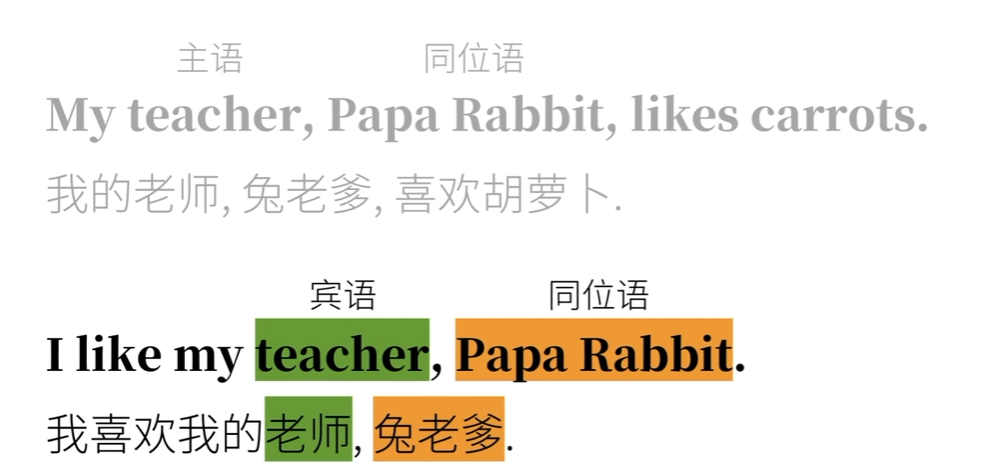 主语 同位语
My teacher, Papa Rabbit, likes carrots.
我的老师, 兔老爹, 喜欢胡萝卜.
宾语 同位语
I like my teacher, Papa Rabbit.
我喜欢我的老师, 兔老爹.